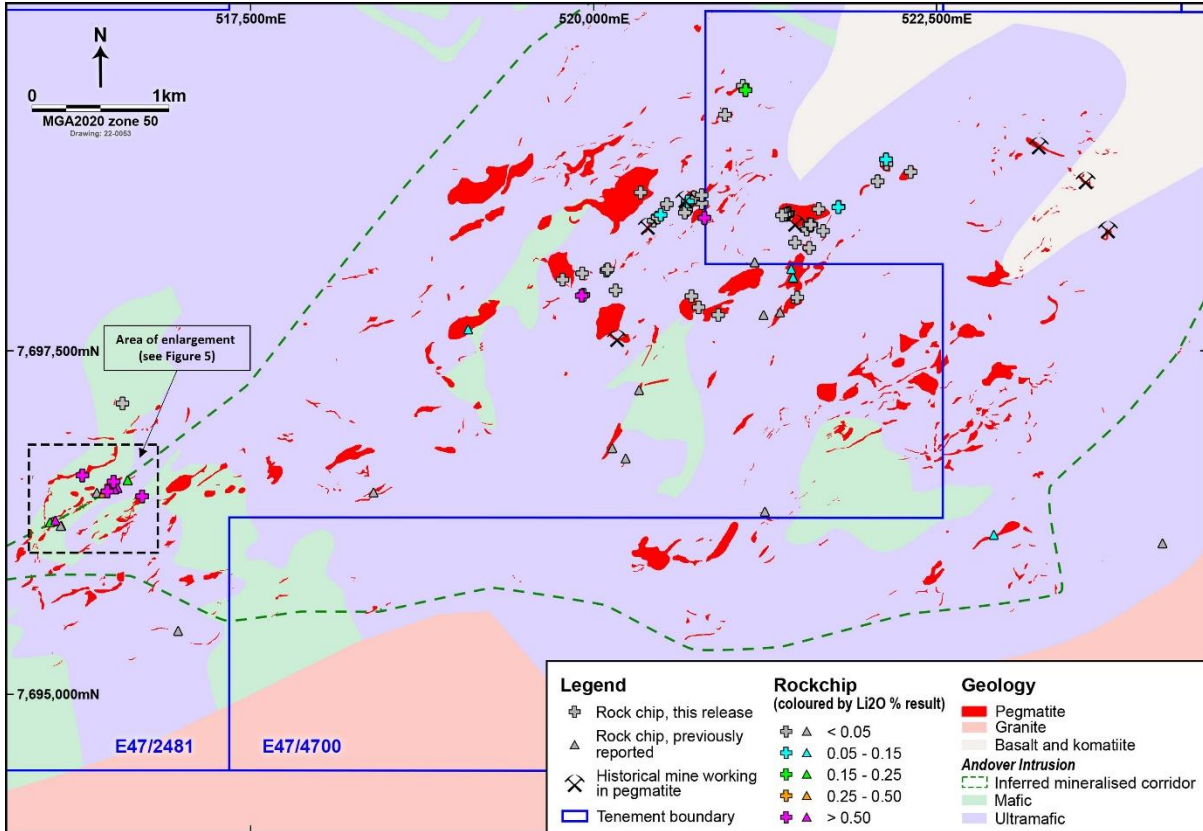 517,500mE
520,000mE
522,500mE
N
0 1km
MGA2020 zone 50
Drawing: 22-0053
Area of enlargement
(see Figure 5)
7,697,500mN
7,695,000mN
E47/2481
E47/4700
Legend
Rock chip, this release
Rock chip, previously
reported
Historical mine working
in pegmatite
Tenement boundary
Rockchip
(coloured by Li2O % result)
< 0.05
0.05 - 0.15
0.15 - 0.25
0.25 - 0.50
> 0.50
Geology
Pegmatite
Granite
Basalt and komatiite
Andover Intrusion
Inferred mineralised corridor
Mafic
Ultramafic